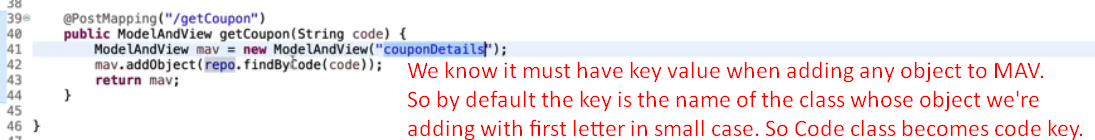 38
39 @PostMapping("/getCoupon")
40 public ModelAndView getCoupon(String code) {
41 ModelAndView mav = new ModelAndView("couponDetails");
42 mav.addObject(repo.findByCode(code));
43 return mav;
44 }
45
46 }
47
We know it must have key value when adding any object to MAV.
So by default the key is the name of the class whose object we're
adding with first letter in small case. So Code class becomes code key.